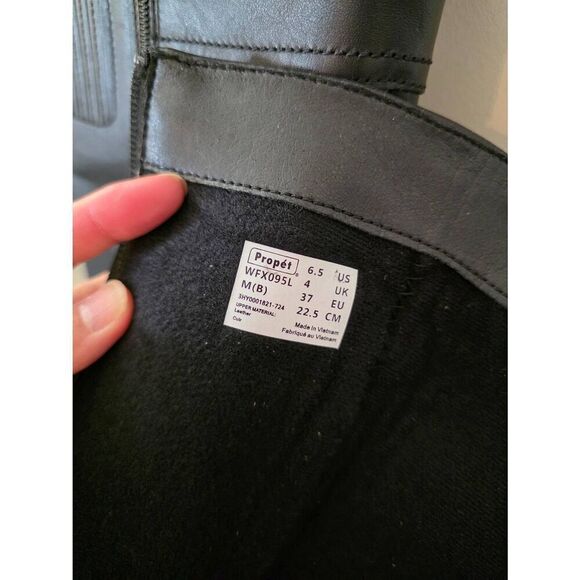 Propét 6.5 US
WFX095L 4 UK
M(B) 37 EU
3HY0001821-724 22.5 CM
UPPER MATERIAL: Made in Vietnam
Leather Fabriqué au Vietnam
Cuir